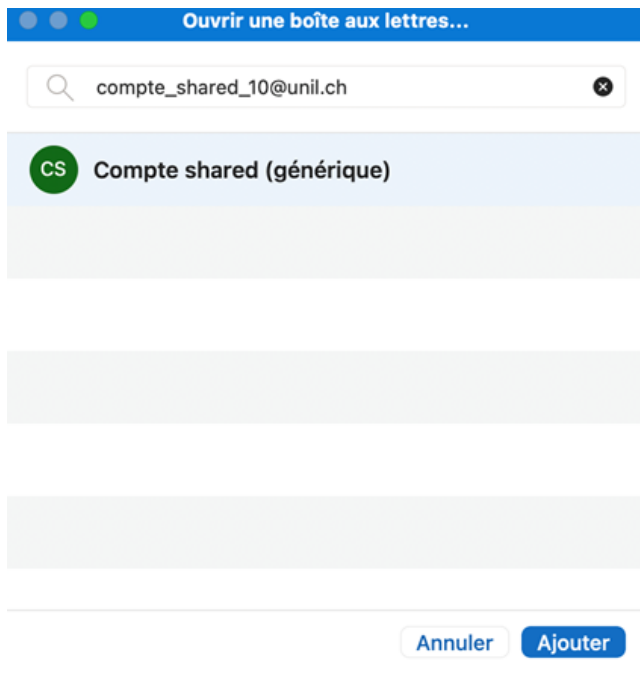 Ouvrir une boîte aux lettres...
compte_shared_10@unil.ch
CS Compte shared (générique)
Annuler Ajouter